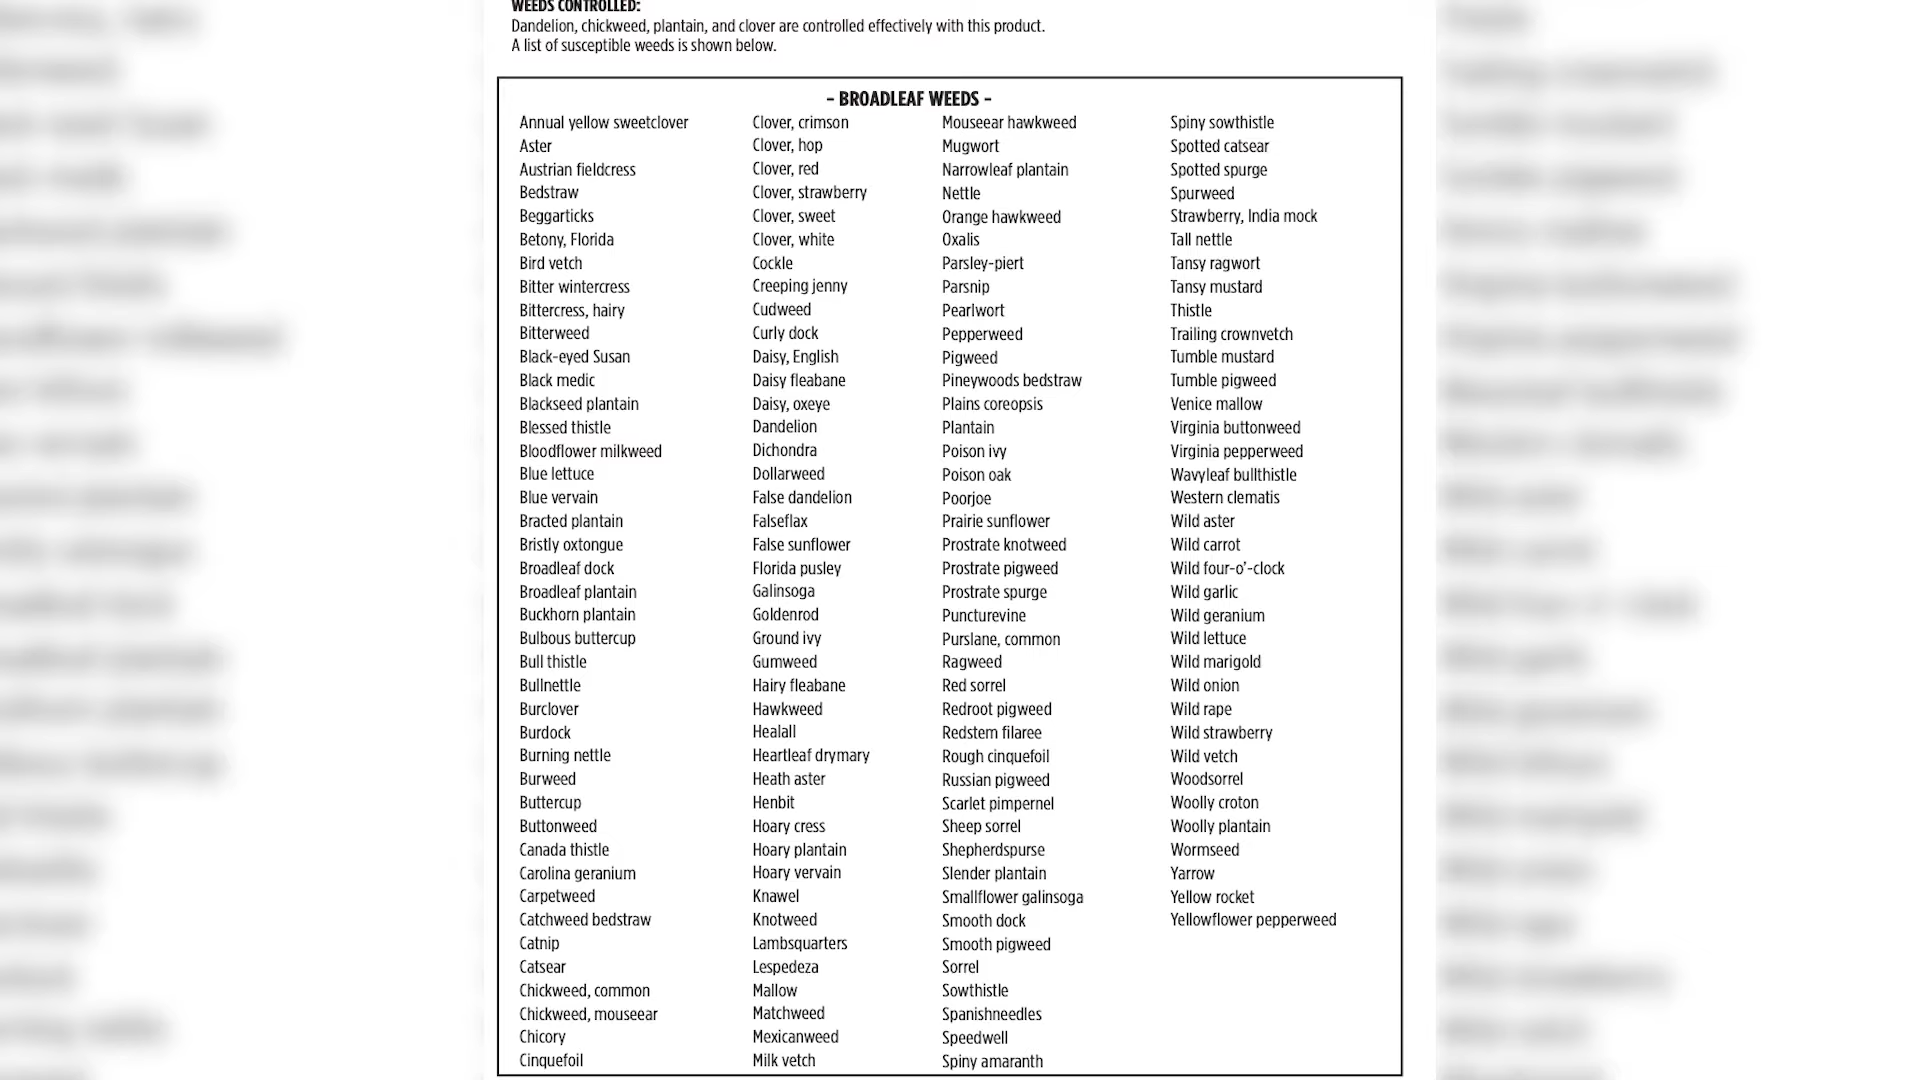 WEEDS CONTROLLED:
Dandelion, chickweed, plantain, and clover are controlled effectively with this product.
A list of susceptible weeds is shown below.
– BROADLEAF WEEDS –
Annual yellow sweetclover
Aster
Austrian fieldcress
Bedstraw
Beggarticks
Betony, Florida
Bird vetch
Bitter wintercress
Bittercress, hairy
Bitterweed
Black-eyed Susan
Black medic
Blackseed plantain
Blessed thistle
Bloodflower milkweed
Blue lettuce
Blue vervain
Bracted plantain
Bristly oxtongue
Broadleaf dock
Broadleaf plantain
Buckhorn plantain
Bulbous buttercup
Bull thistle
Bullnettle
Burclover
Burdock
Burning nettle
Burweed
Buttercup
Buttonweed
Canada thistle
Carolina geranium
Carpetweed
Catchweed bedstraw
Catnip
Catsear
Chickweed, common
Chickweed, mouseear
Chicory
Cinquefoil
Clover, crimson
Clover, hop
Clover, red
Clover, strawberry
Clover, sweet
Clover, white
Cockle
Creeping jenny
Cudweed
Curly dock
Daisy, English
Daisy fleabane
Daisy, oxeye
Dandelion
Dichondra
Dollarweed
False dandelion
Falseflax
False sunflower
Florida pusley
Galinsoga
Goldenrod
Ground ivy
Gumweed
Hairy fleabane
Hawkweed
Healall
Heartleaf drymary
Heath aster
Henbit
Hoary cress
Hoary plantain
Hoary vervain
Knawel
Knotweed
Lambsquarters
Lespedeza
Mallow
Matchweed
Mexicanweed
Milk vetch
Mouseear hawkweed
Mugwort
Narrowleaf plantain
Nettle
Orange hawkweed
Oxalis
Parsley-piert
Parsnip
Pearlwort
Pepperweed
Pigweed
Pineywoods bedstraw
Plains coreopsis
Plantain
Poison ivy
Poison oak
Poorjoe
Prairie sunflower
Prostrate knotweed
Prostrate pigweed
Prostrate spurge
Puncturevine
Purslane, common
Ragweed
Red sorrel
Redroot pigweed
Redstem filaree
Rough cinquefoil
Russian pigweed
Scarlet pimpernel
Sheep sorrel
Shepherdspurse
Slender plantain
Smallflower galinsoga
Smooth dock
Smooth pigweed
Sorrel
Sowthistle
Spanishneedles
Speedwell
Spiny amaranth
Spiny sowthistle
Spotted catsear
Spotted spurge
Spurweed
Strawberry, India mock
Tall nettle
Tansy ragwort
Tansy mustard
Thistle
Trailing crownvetch
Tumble mustard
Tumble pigweed
Venice mallow
Virginia buttonweed
Virginia pepperweed
Wavyleaf bullthistle
Western clematis
Wild aster
Wild carrot
Wild four-o'-clock
Wild garlic
Wild geranium
Wild lettuce
Wild marigold
Wild onion
Wild rape
Wild strawberry
Wild vetch
Woodsorrel
Woolly croton
Woolly plantain
Wormseed
Yarrow
Yellow rocket
Yellowflower pepperweed